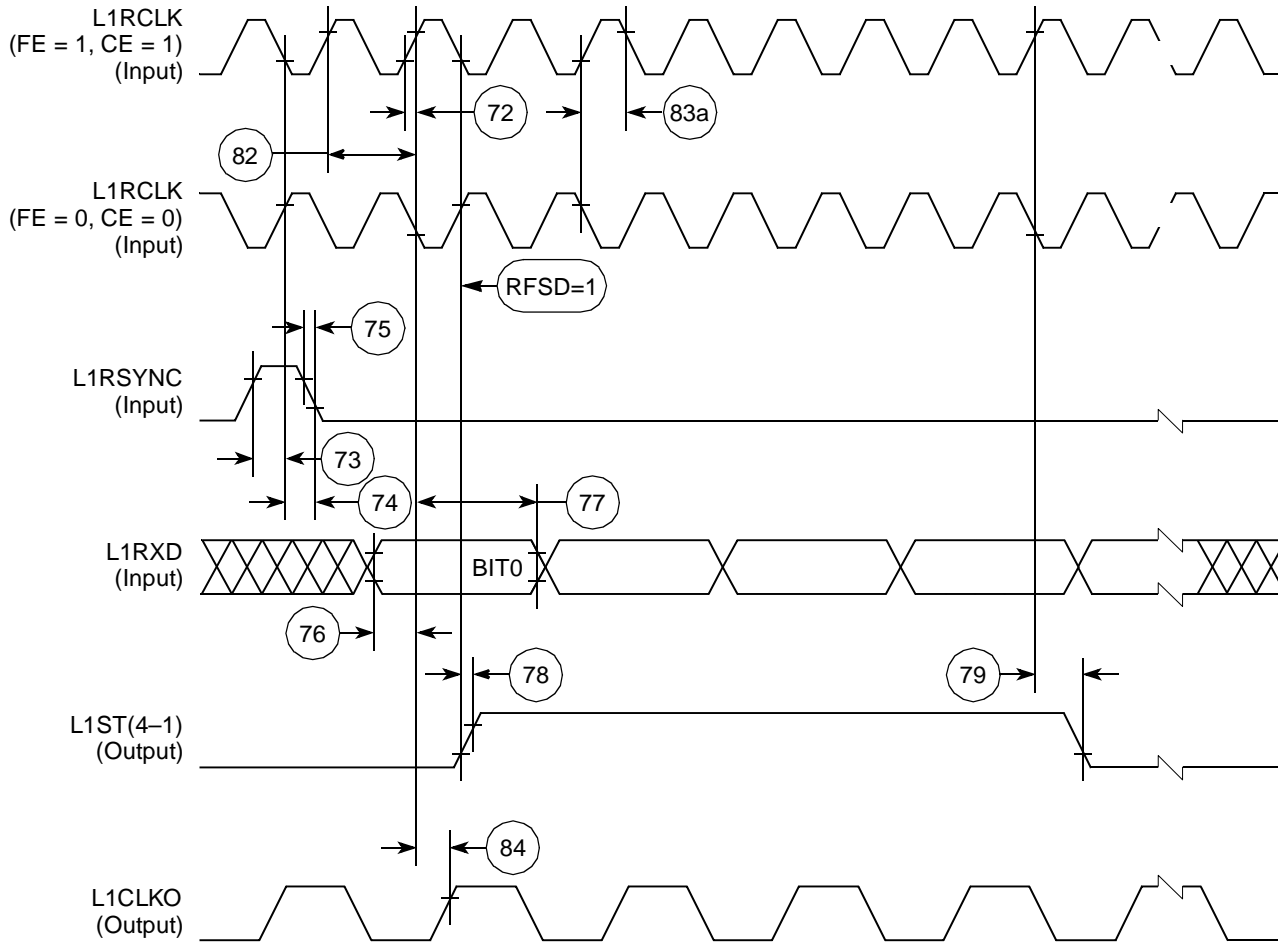 L1RCLK
(FE = 1, CE = 1)
(Input)
72
83a
82
L1RCLK
(FE = 0, CE = 0)
(Input)
RFSD=1
75
L1RSYNC
(Input)
73
74
77
L1RXD
(Input)
BIT0
76
78
79
L1ST(4–1)
(Output)
84
L1CLKO
(Output)